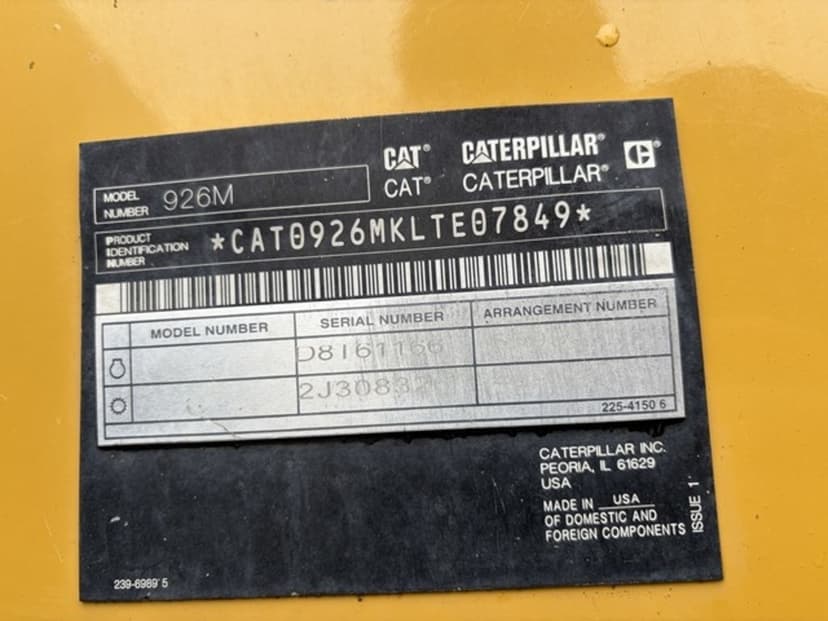 CAT® CATERPILLAR®
CAT® CATERPILLAR®
MODEL NUMBER 926M
PRODUCT IDENTIFICATION NUMBER *CAT0926MKLTE07849*
MODEL NUMBER SERIAL NUMBER ARRANGEMENT NUMBER
D8161166
225-4150 6
CATERPILLAR INC.
PEORIA, IL 61629
USA
MADE IN USA
OF DOMESTIC AND
FOREIGN COMPONENTS
ISSUE 1
239-6989 5